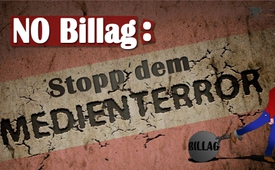 NO Billag:
Stopp dem
MEDIENTERROR
BILLAG